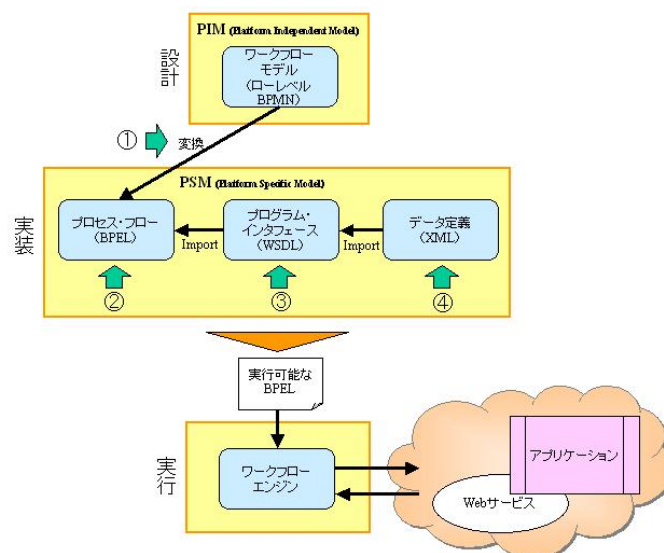 PIM (Platform Independent Model)
設計
ワークフロー
モデル
(ローレベル
BPMN)
①
変換
PSM (Platform Specific Model)
実装
プロセス・フロー
(BPEL)
Import
プログラム・
インタフェース
(WSDL)
Import
データ定義
(XML)
②
③
④
実行可能な
BPEL
実行
ワークフロー
エンジン
アプリケーション
Webサービス